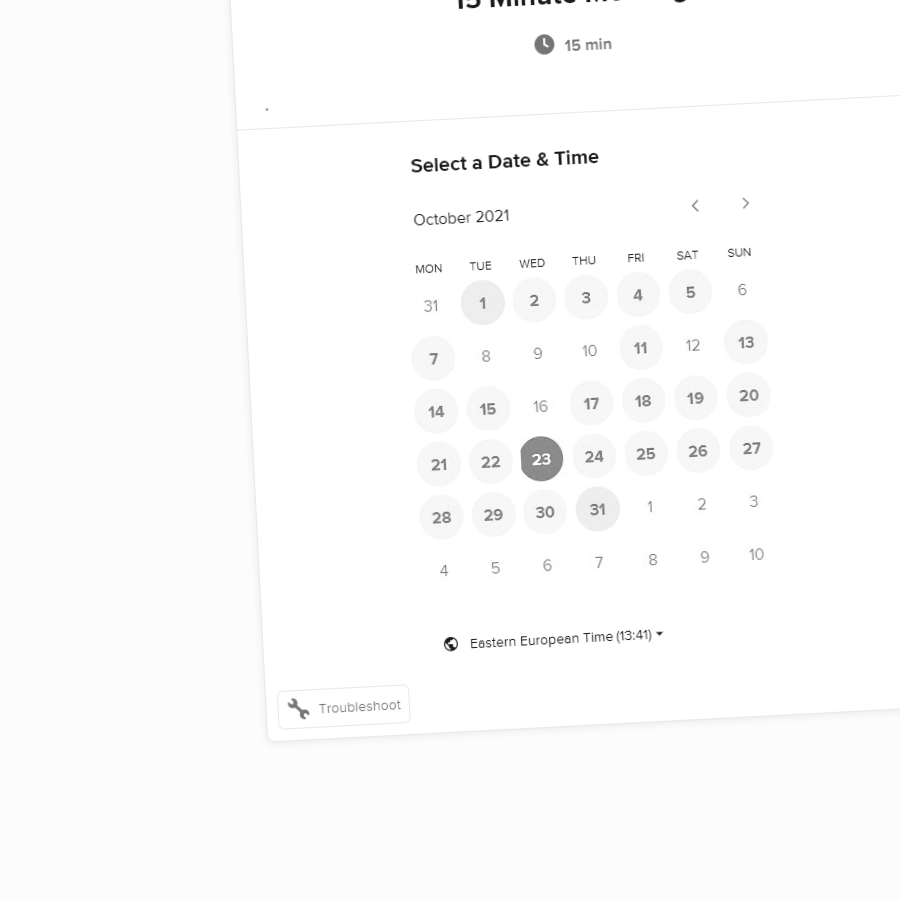 15 Minute
15 min
Select a Date & Time
October 2021
MON TUE WED THU FRI SAT SUN
31 1 2 3 4 5 6
7 8 9 10 11 12 13
14 15 16 17 18 19 20
21 22 23 24 25 26 27
28 29 30 31 1 2 3
4 5 6 7 8 9 10
Eastern European Time (13:41)
Troubleshoot